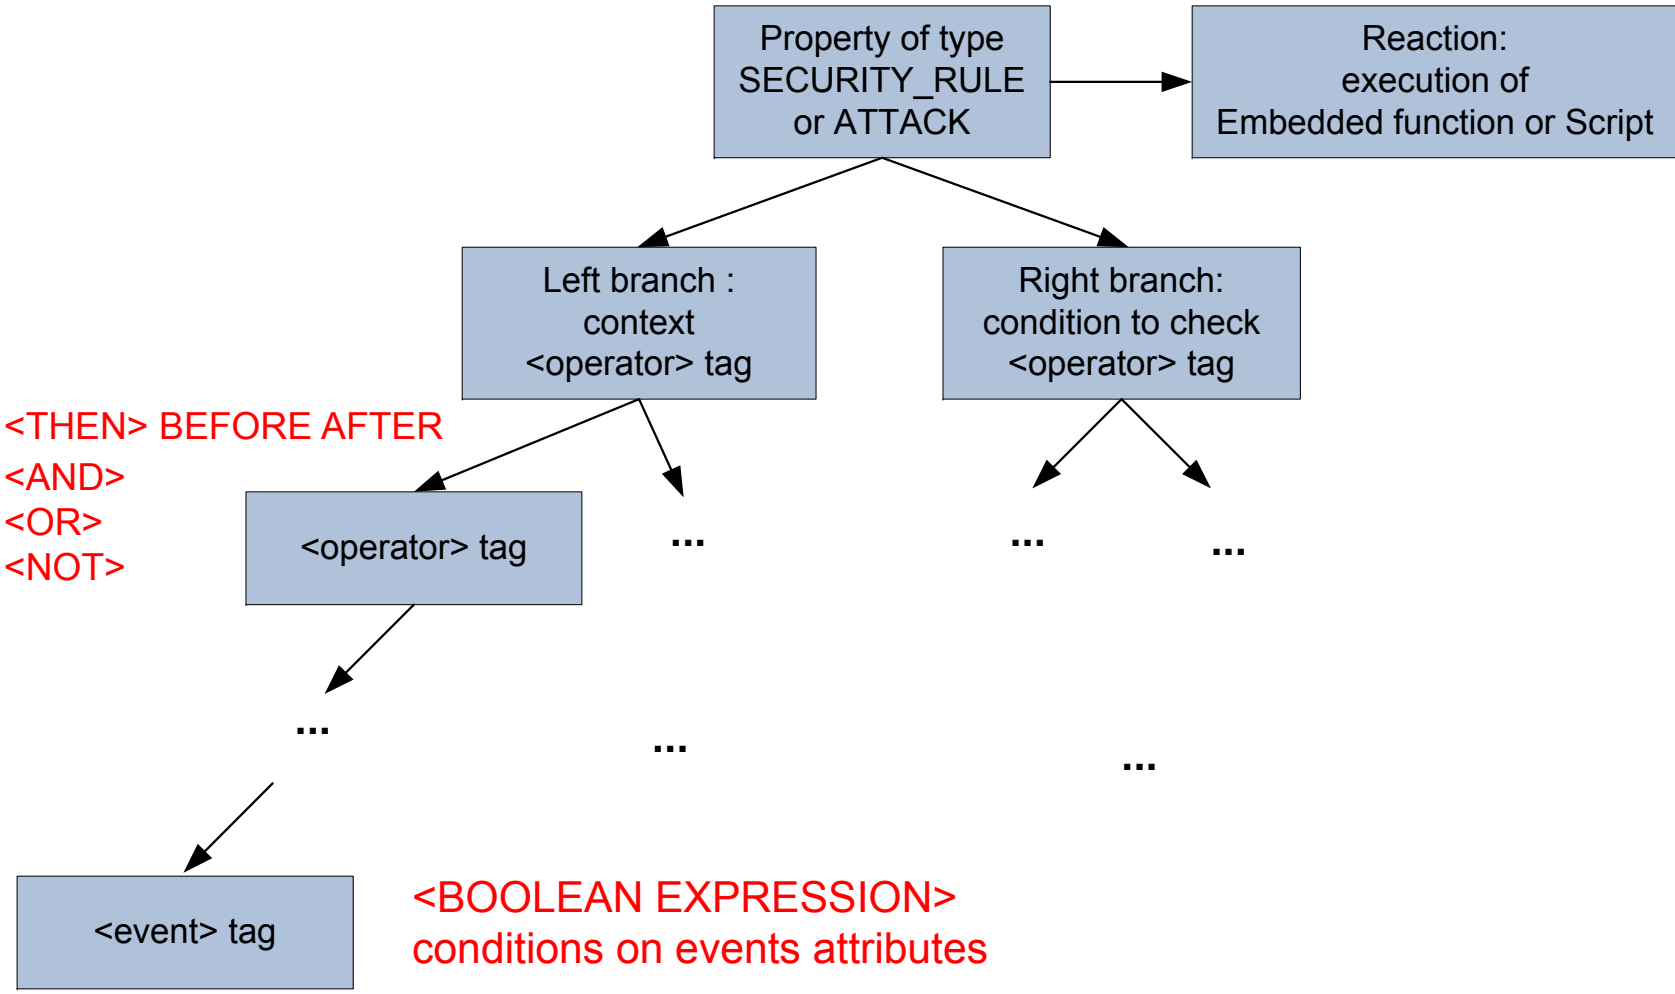 Property of type
SECURITY_RULE
or ATTACK
Reaction:
execution of
Embedded function or Script
Left branch :
context
<operator> tag
Right branch:
condition to check
<operator> tag
<THEN> BEFORE AFTER
<AND>
<OR>
<NOT>
<operator> tag
...
...
...
...
...
...
<event> tag
<BOOLEAN EXPRESSION>
conditions on events attributes